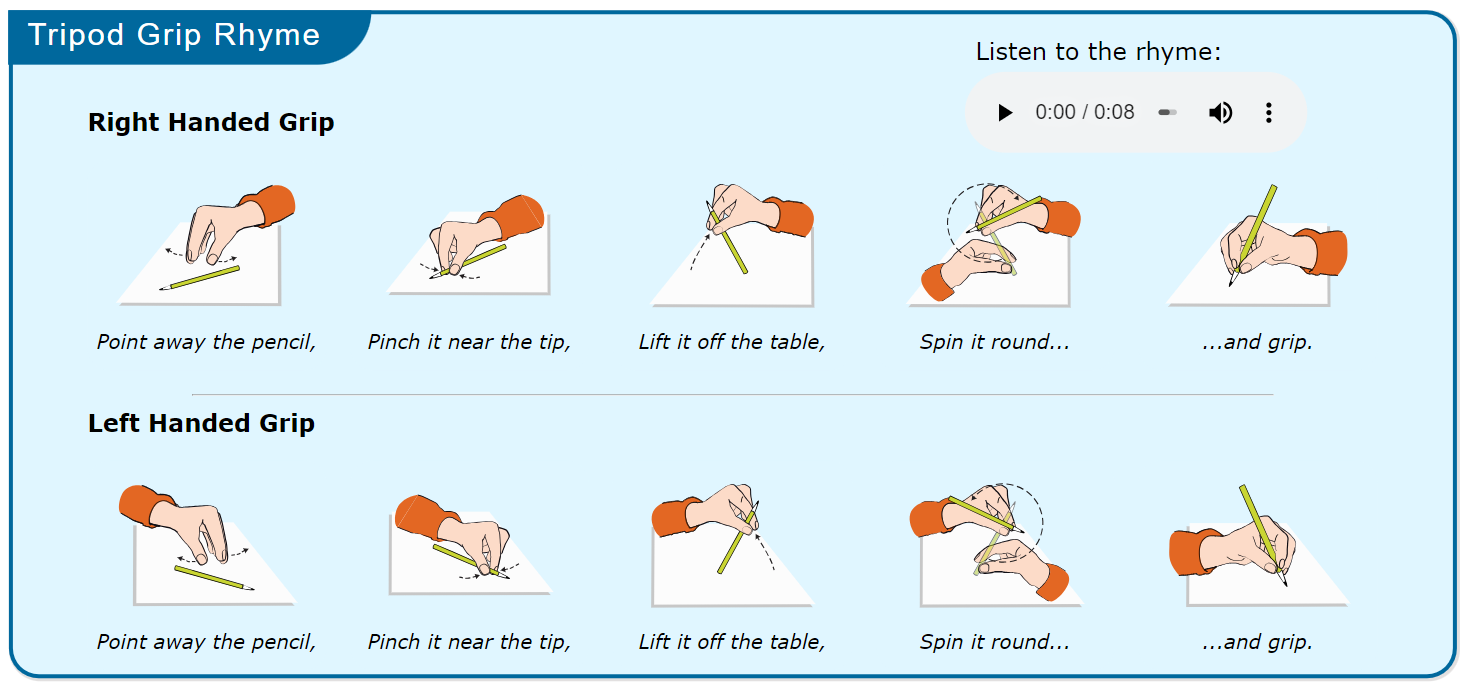 Tripod Grip Rhyme
Listen to the rhyme:
0:00 / 0:08
Right Handed Grip
Point away the pencil,
Pinch it near the tip,
Lift it off the table,
Spin it round...
...and grip.
Left Handed Grip
Point away the pencil,
Pinch it near the tip,
Lift it off the table,
Spin it round...
...and grip.